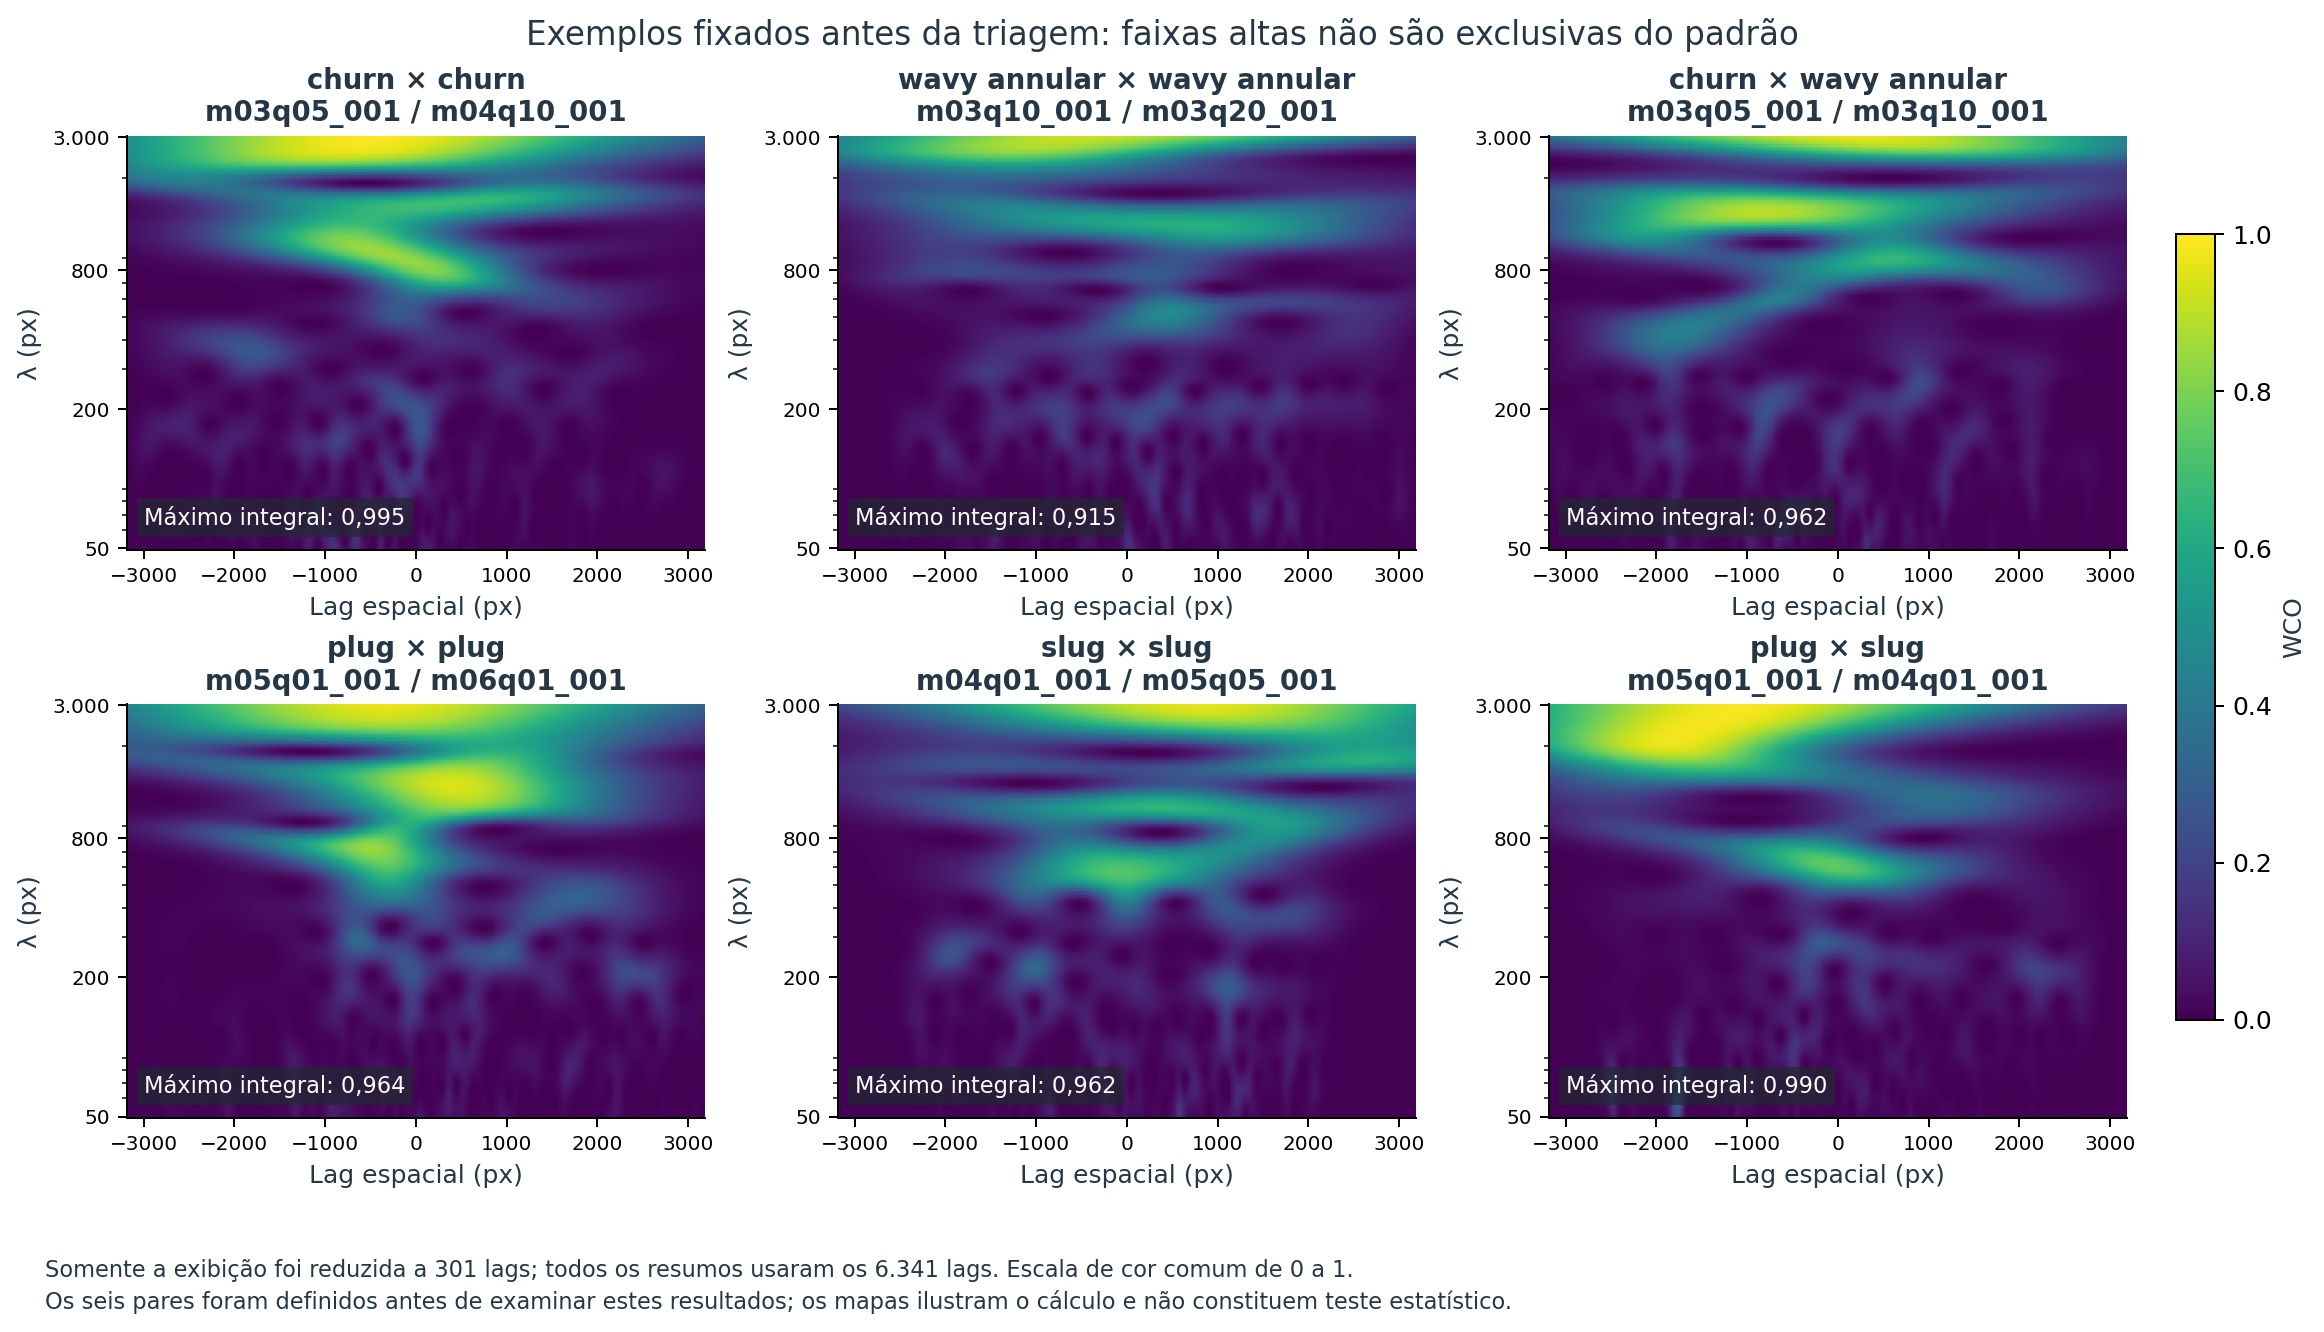 Exemplos fixados antes da triagem: faixas altas não são exclusivas do padrão
churn × churn
m03q05_001 / m04q10_001
wavy annular × wavy annular
m03q10_001 / m03q20_001
churn × wavy annular
m03q05_001 / m03q10_001
3.000
800
200
50
λ (px)
Máximo integral: 0,995
−3000 −2000 −1000 0 1000 2000 3000
Lag espacial (px)
3.000
800
200
50
λ (px)
Máximo integral: 0,915
−3000 −2000 −1000 0 1000 2000 3000
Lag espacial (px)
3.000
800
200
50
λ (px)
Máximo integral: 0,962
−3000 −2000 −1000 0 1000 2000 3000
Lag espacial (px)
plug × plug
m05q01_001 / m06q01_001
slug × slug
m04q01_001 / m05q05_001
plug × slug
m05q01_001 / m04q01_001
3.000
800
200
50
λ (px)
Máximo integral: 0,964
−3000 −2000 −1000 0 1000 2000 3000
Lag espacial (px)
3.000
800
200
50
λ (px)
Máximo integral: 0,962
−3000 −2000 −1000 0 1000 2000 3000
Lag espacial (px)
3.000
800
200
50
λ (px)
Máximo integral: 0,990
−3000 −2000 −1000 0 1000 2000 3000
Lag espacial (px)
1.0
0.8
0.6
0.4
0.2
0.0
WCO
Somente a exibição foi reduzida a 301 lags; todos os resumos usaram os 6.341 lags. Escala de cor comum de 0 a 1.
Os seis pares foram definidos antes de examinar estes resultados; os mapas ilustram o cálculo e não constituem teste estatístico.